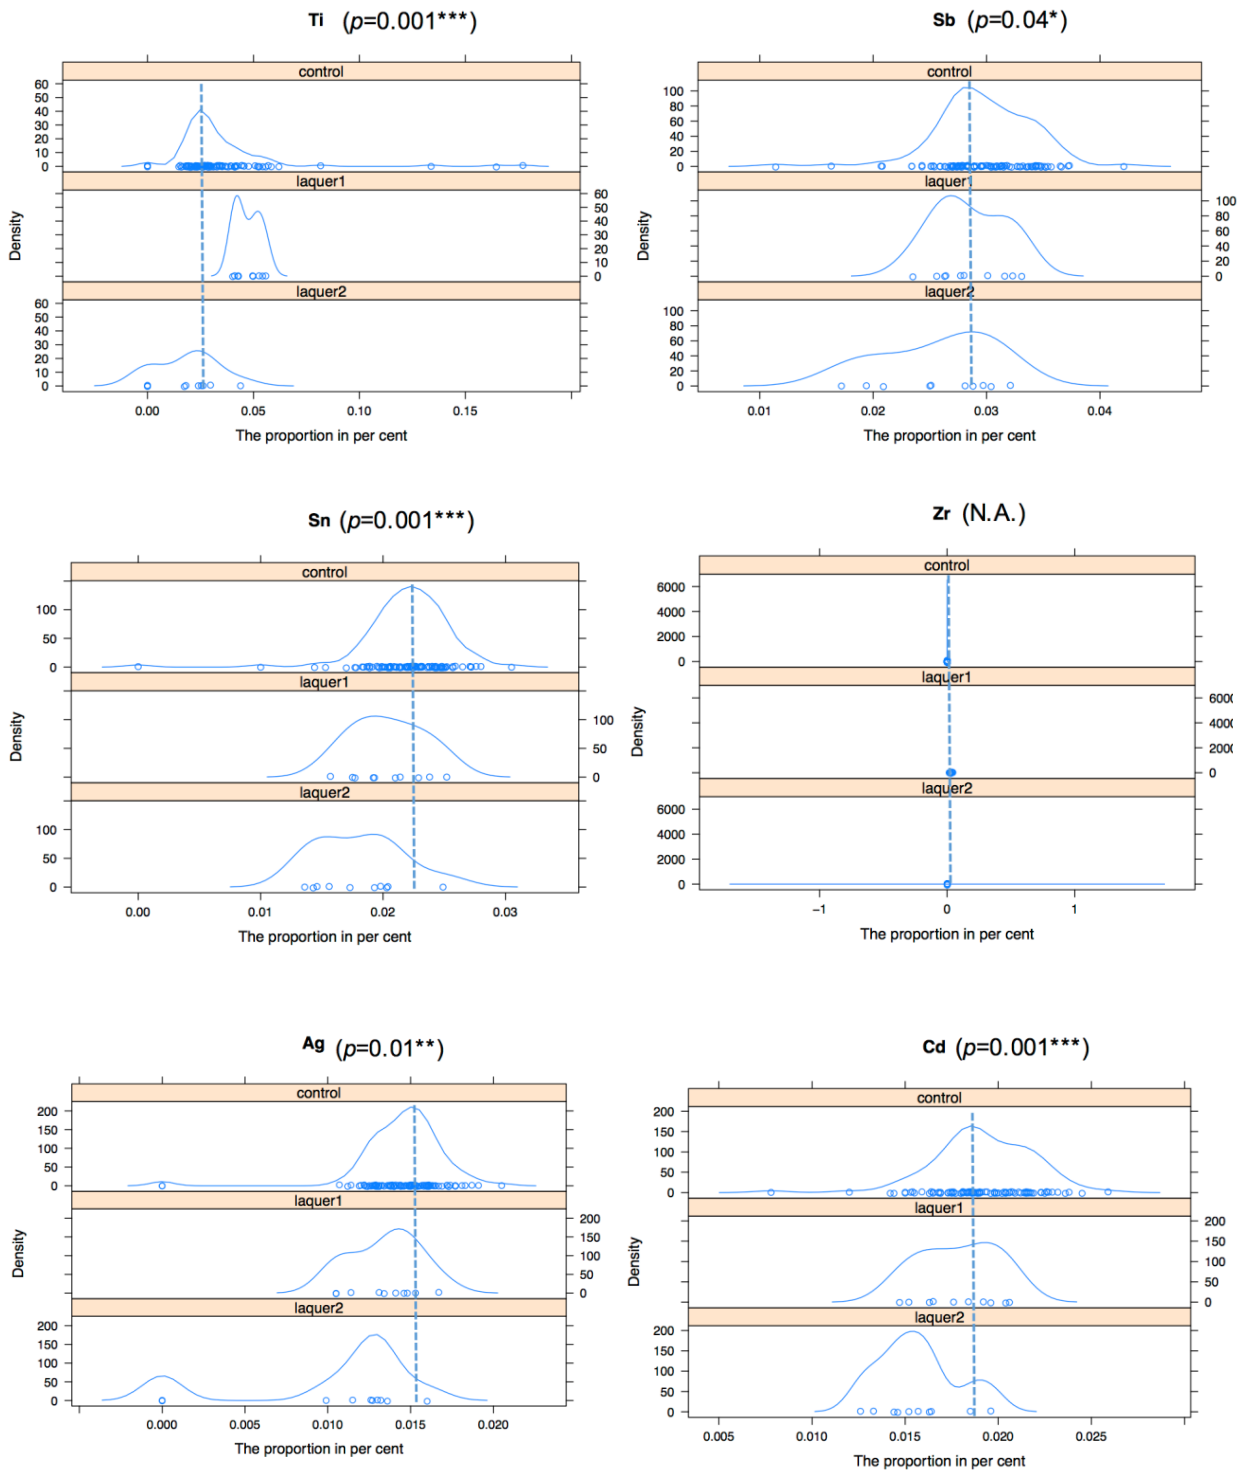 Ti (p=0.001***)
control
60
50
40
30
20
10
0
laquer1
60
50
40
30
20
10
0
laquer2
60
50
40
30
20
10
0
Density
0.00 0.05 0.10 0.15
The proportion in per cent
Sb (p=0.04*)
control
100
80
60
40
20
0
laquer1
100
80
60
40
20
0
laquer2
100
80
60
40
20
0
Density
0.01 0.02 0.03 0.04
The proportion in per cent
Sn (p=0.001***)
control
100
50
0
laquer1
100
50
0
laquer2
100
50
0
Density
0.00 0.01 0.02 0.03
The proportion in per cent
Zr (N.A.)
control
6000
4000
2000
0
laquer1
6000
4000
2000
0
laquer2
6000
4000
2000
0
Density
−1 0 1
The proportion in per cent
Ag (p=0.01**)
control
200
150
100
50
0
laquer1
200
150
100
50
0
laquer2
200
150
100
50
0
Density
0.000 0.005 0.010 0.015 0.020
The proportion in per cent
Cd (p=0.001***)
control
200
150
100
50
0
laquer1
200
150
100
50
0
laquer2
200
150
100
50
0
Density
0.005 0.010 0.015 0.020 0.025
The proportion in per cent